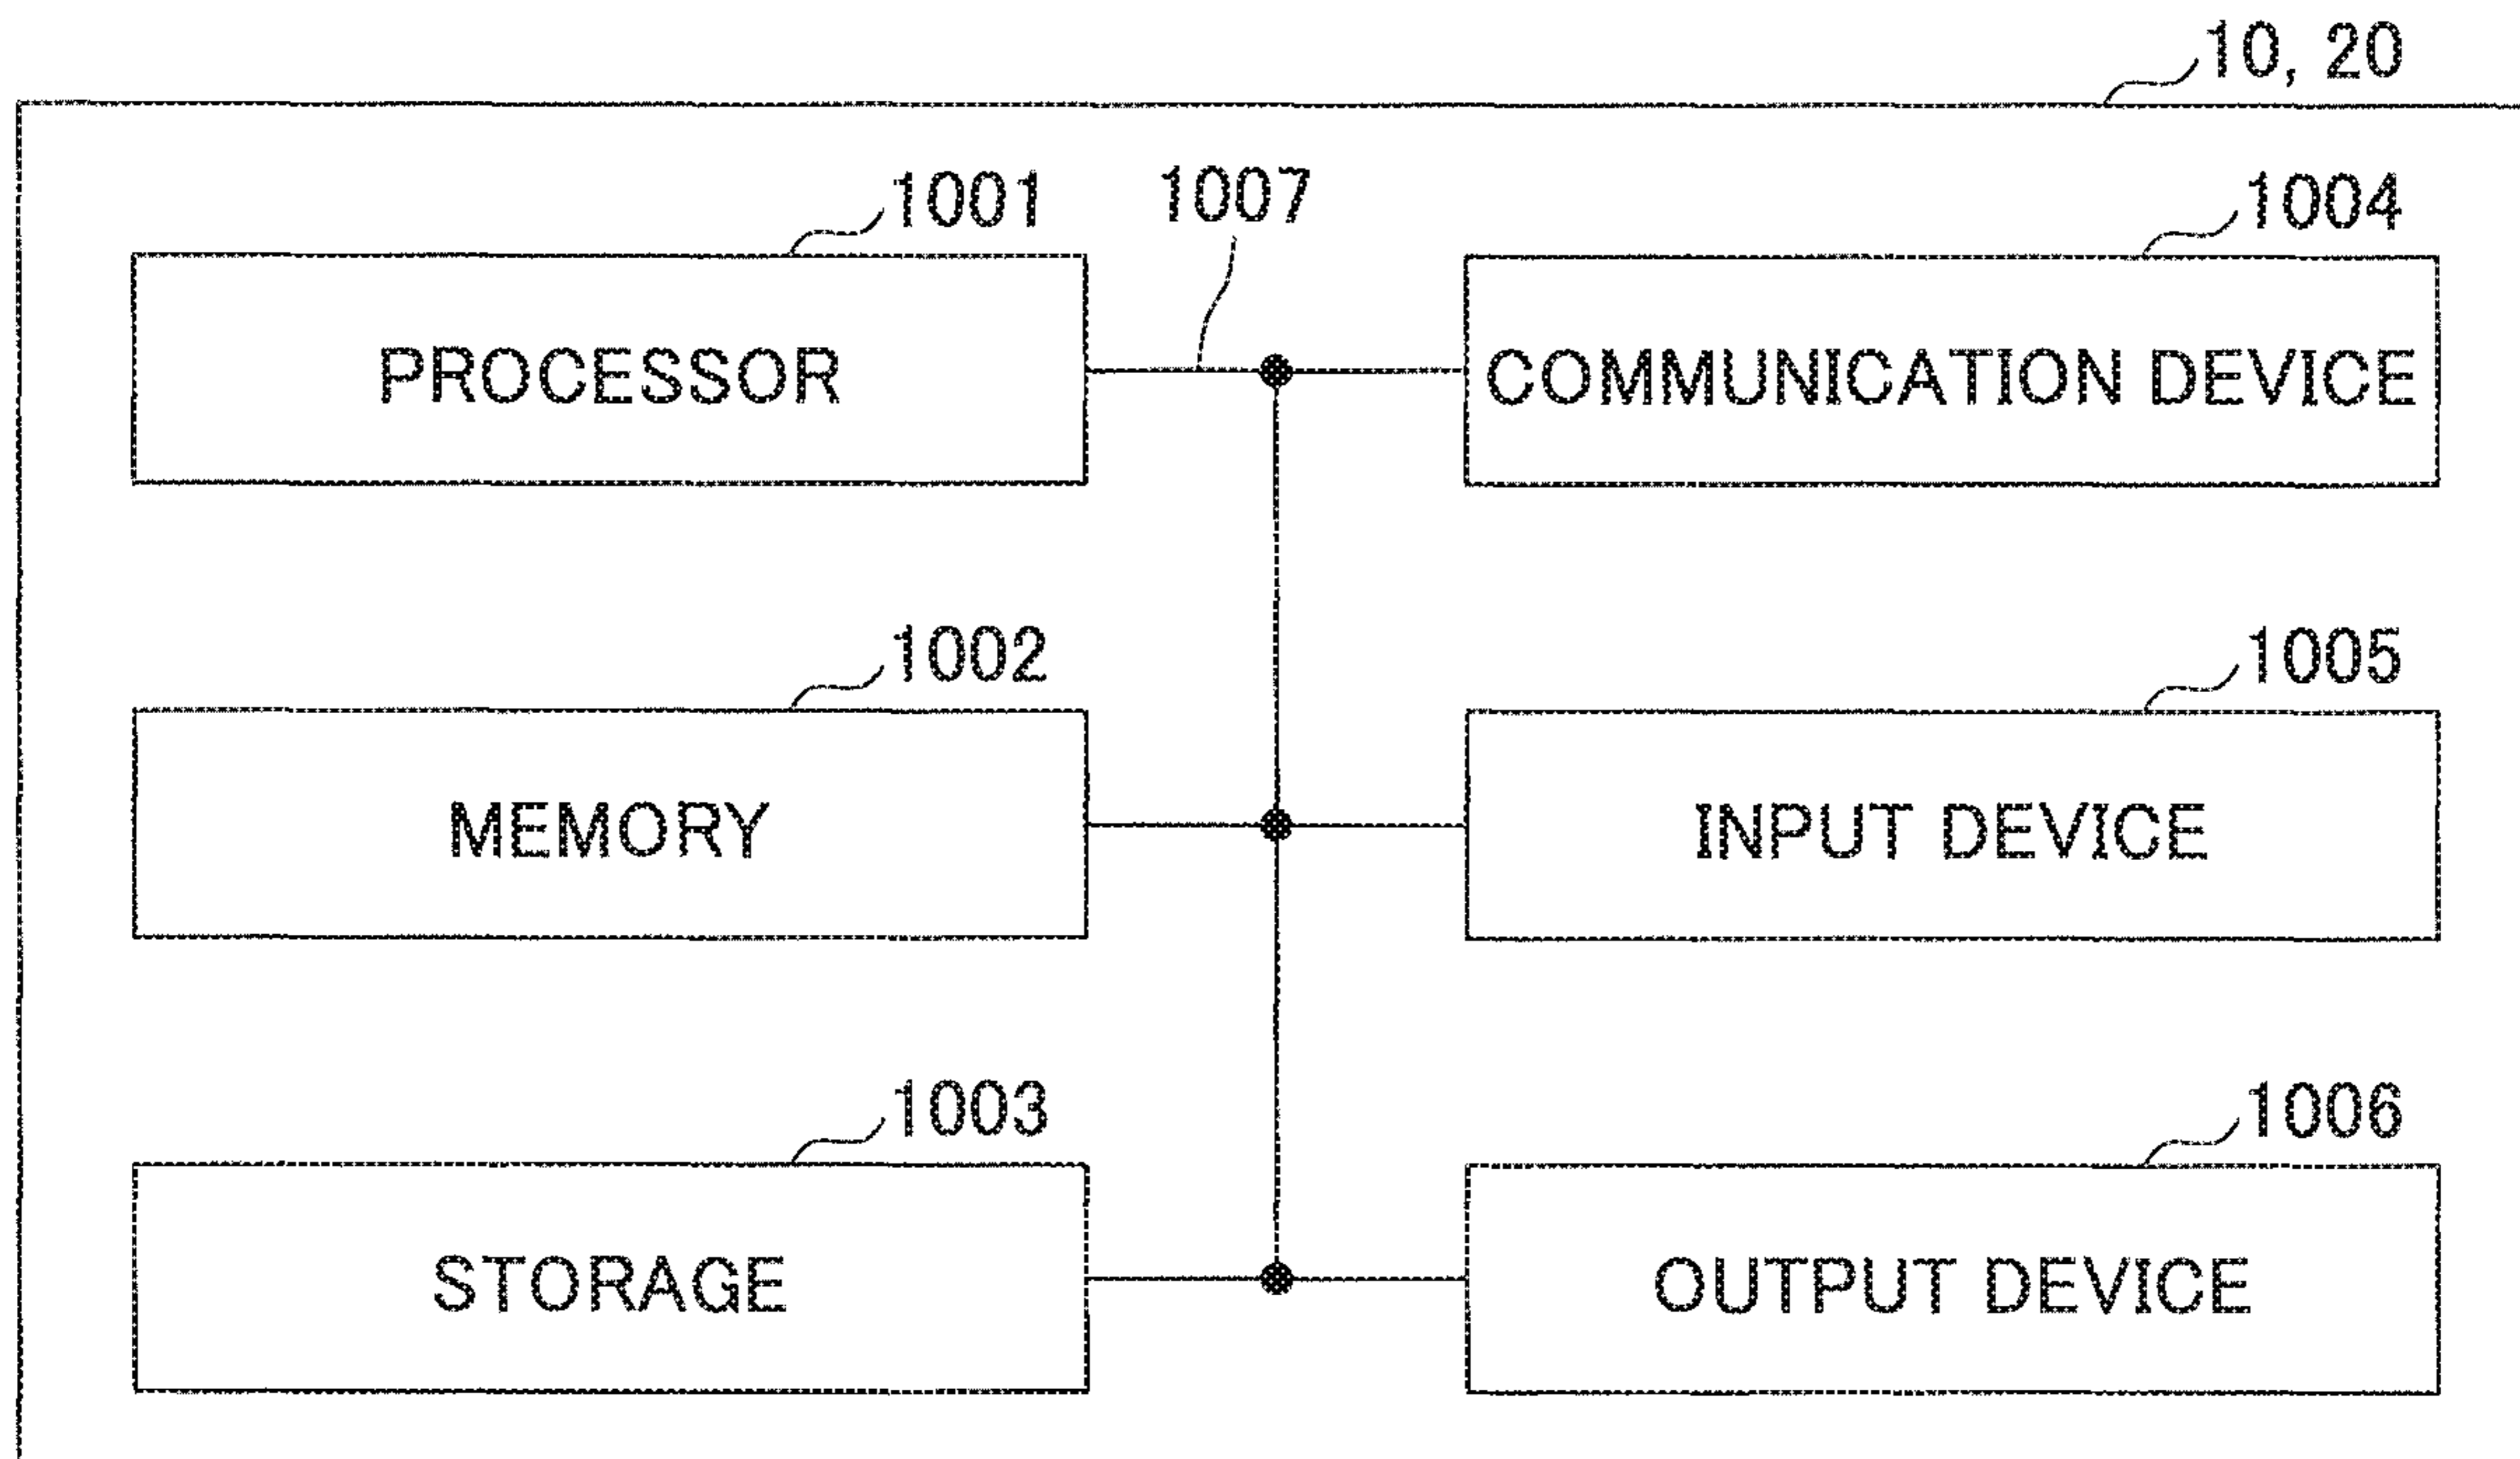 10, 20
1001
1007
1004
PROCESSOR
COMMUNICATION DEVICE
1002
1005
MEMORY
INPUT DEVICE
1003
1006
STORAGE
OUTPUT DEVICE